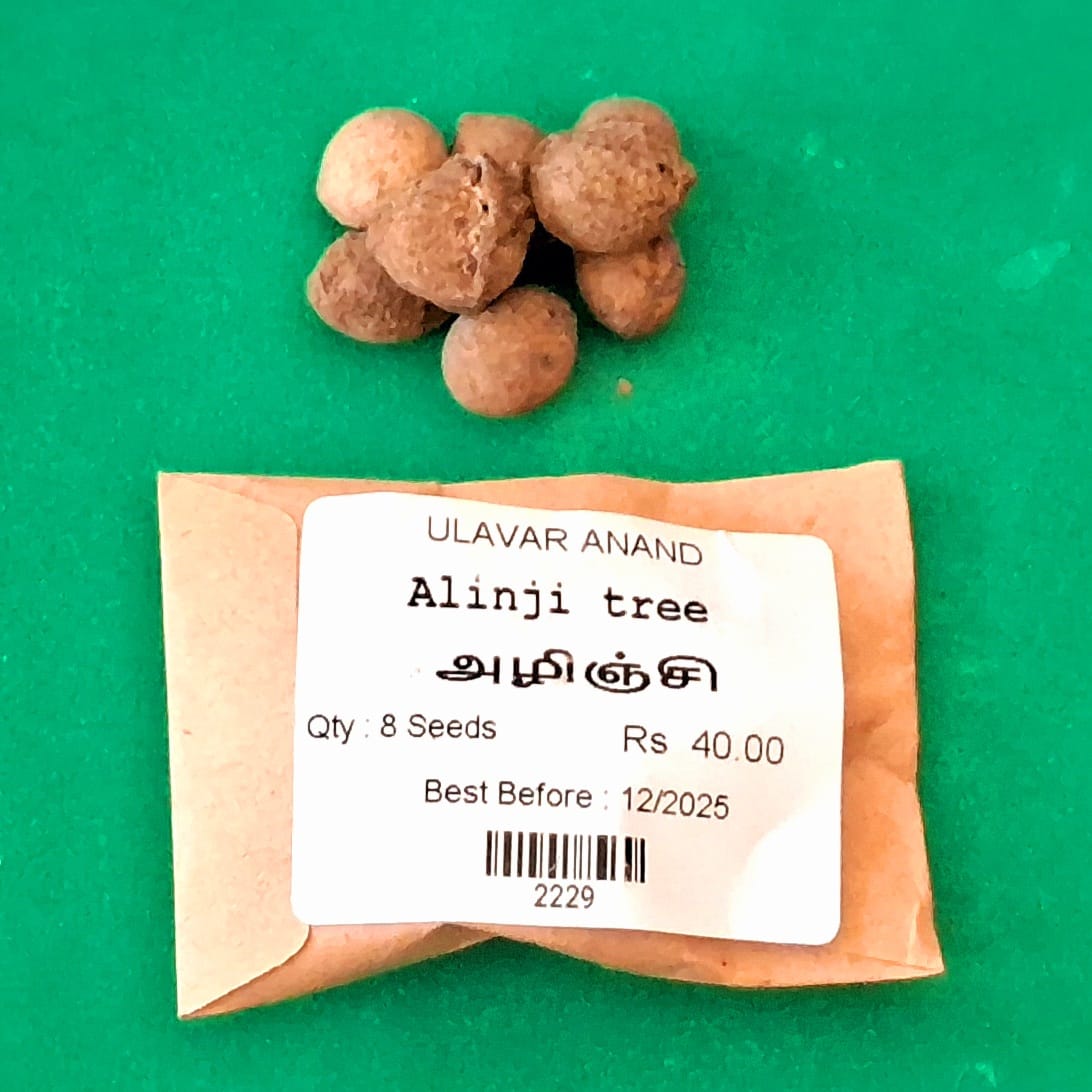 ULAVAR ANAND
Alinji tree
அழிஞ்சி
Qty : 8 Seeds Rs 40.00
Best Before : 12/2025
2229